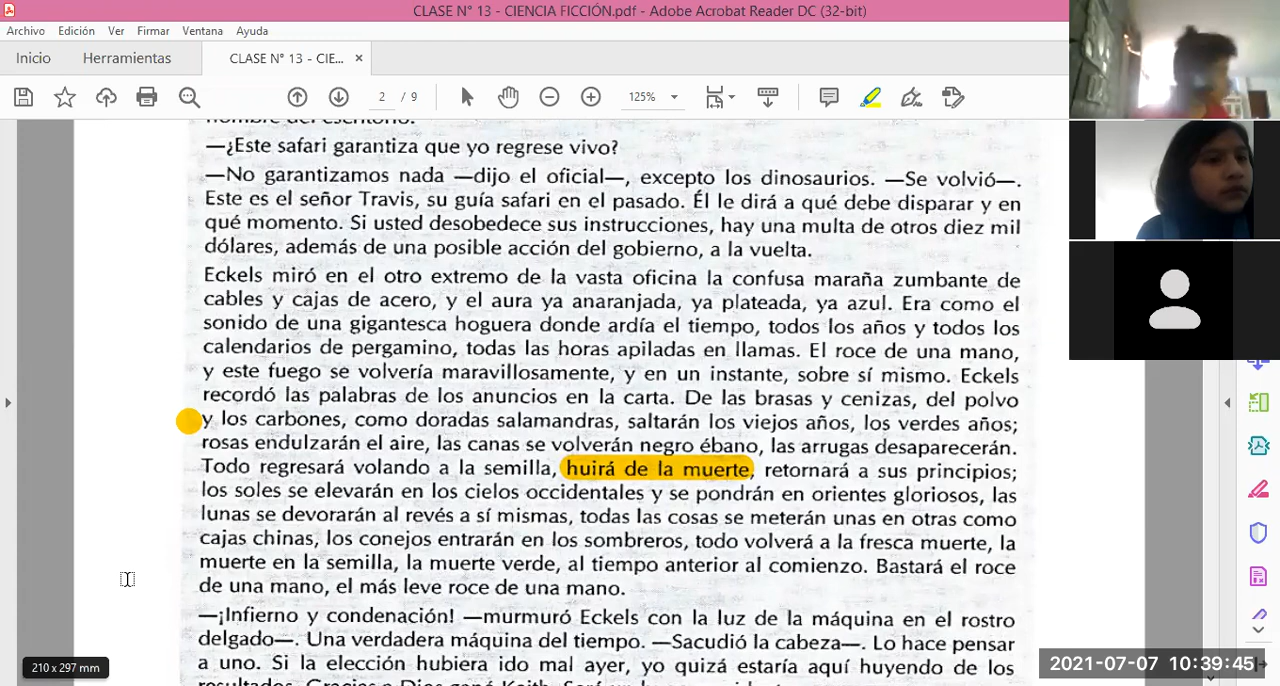 CLASE N° 13 - CIENCIA FICCIÓN.pdf - Adobe Acrobat Reader DC (32-bit)
Archivo Edición Ver Firmar Ventana Ayuda
Inicio Herramientas CLASE N° 13 - CIE... ×
2 / 9 125%
nombre del escritorio.
—¿Este safari garantiza que yo regrese vivo?
—No garantizamos nada —dijo el oficial—, excepto los dinosaurios. —Se volvió—.
Este es el señor Travis, su guía safari en el pasado. Él le dirá a qué debe disparar y en
qué momento. Si usted desobedece sus instrucciones, hay una multa de otros diez mil
dólares, además de una posible acción del gobierno, a la vuelta.
Eckels miró en el otro extremo de la vasta oficina la confusa maraña zumbante de
cables y cajas de acero, y el aura ya anaranjada, ya plateada, ya azul. Era como el
sonido de una gigantesca hoguera donde ardía el tiempo, todos los años y todos los
calendarios de pergamino, todas las horas apiladas en llamas. El roce de una mano,
y este fuego se volvería maravillosamente, y en un instante, sobre sí mismo. Eckels
recordó las palabras de los anuncios en la carta. De las brasas y cenizas, del polvo
y los carbones, como doradas salamandras, saltarán los viejos años, los verdes años;
rosas endulzarán el aire, las canas se volverán negro ébano, las arrugas desaparecerán.
Todo regresará volando a la semilla, huirá de la muerte, retornará a sus principios;
los soles se elevarán en los cielos occidentales y se pondrán en orientes gloriosos, las
lunas se devorarán al revés a sí mismas, todas las cosas se meterán unas en otras como
cajas chinas, los conejos entrarán en los sombreros, todo volverá a la fresca muerte, la
muerte en la semilla, la muerte verde, al tiempo anterior al comienzo. Bastará el roce
de una mano, el más leve roce de una mano.
—¡Infierno y condenación! —murmuró Eckels con la luz de la máquina en el rostro
delgado—. Una verdadera máquina del tiempo. —Sacudió la cabeza—. Lo hace pensar
a uno. Si la elección hubiera ido mal ayer, yo quizá estaría aquí huyendo de los
210 x 297 mm
2021-07-07 10:39:45